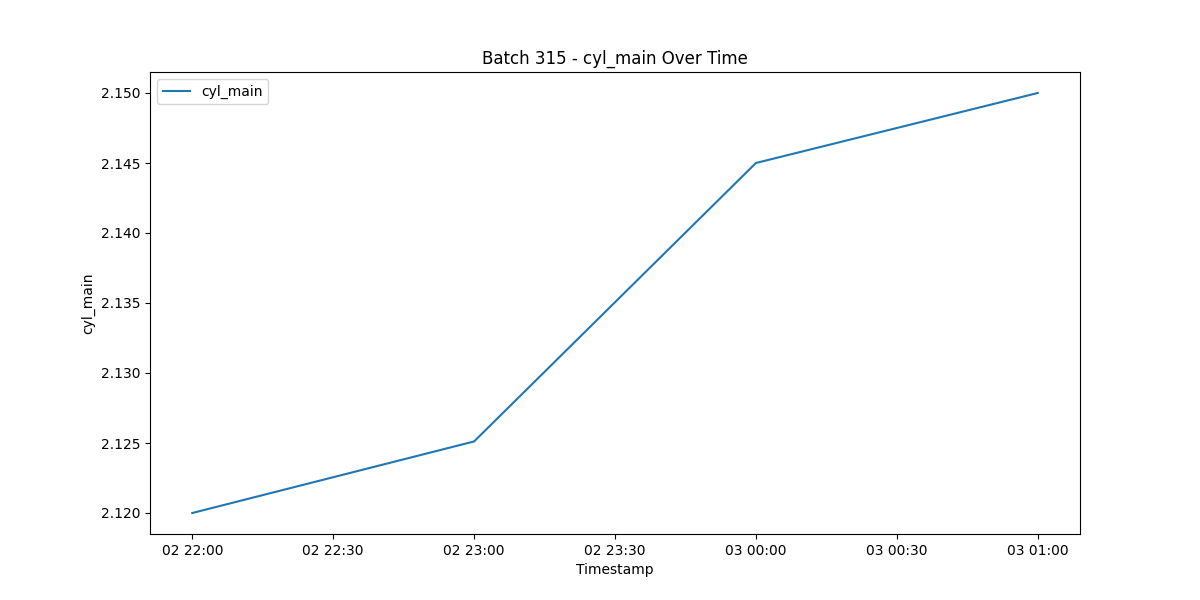 Batch 315 - cyl_main Over Time
cyl_main
2.150
2.145
2.140
2.135
2.130
2.125
2.120
cyl_main
02 22:00 02 22:30 02 23:00 02 23:30 03 00:00 03 00:30 03 01:00
Timestamp